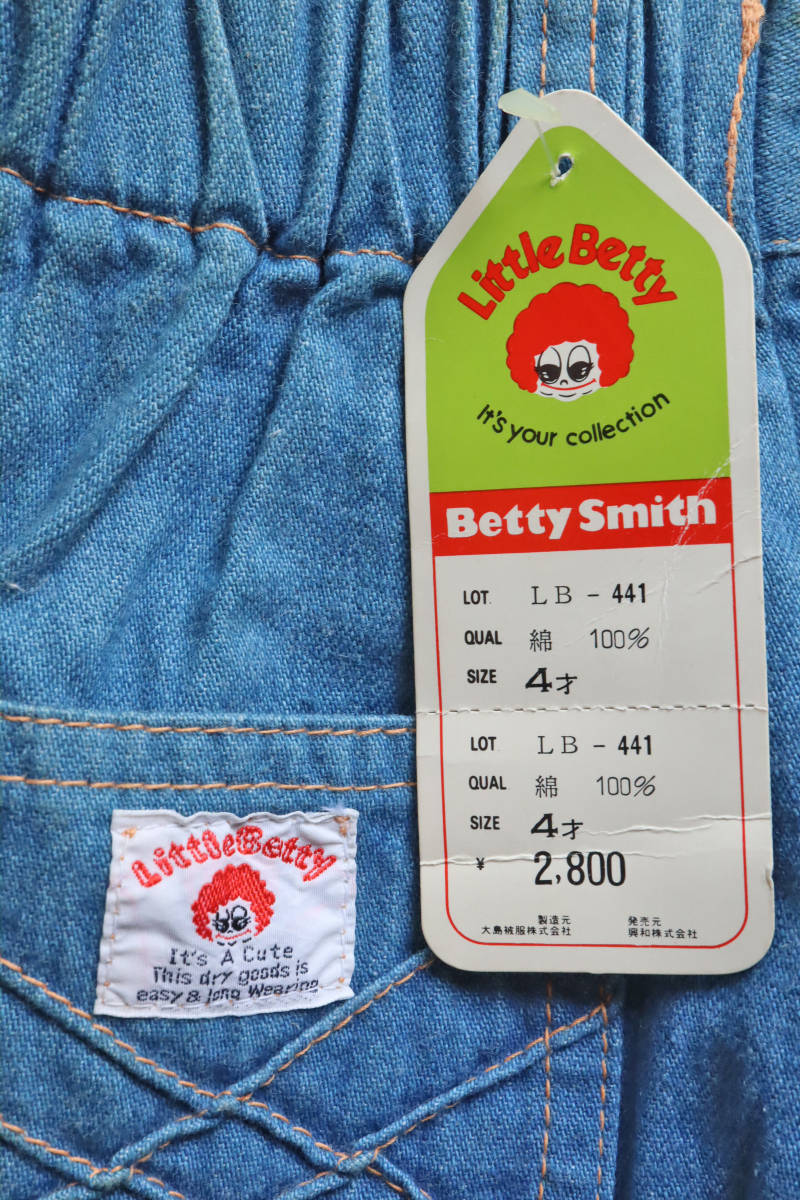 Little Betty
It's your collection
Betty Smith
LOT. LB - 441
QUAL 綿 100%
SIZE 4才
LOT LB - 441
QUAL 綿 100%
SIZE 4才
¥ 2,800
製造元 発売元
大島被服株式会社 興和株式会社
Little Betty
It's A Cute
This dry goods is
easy & long Wearing